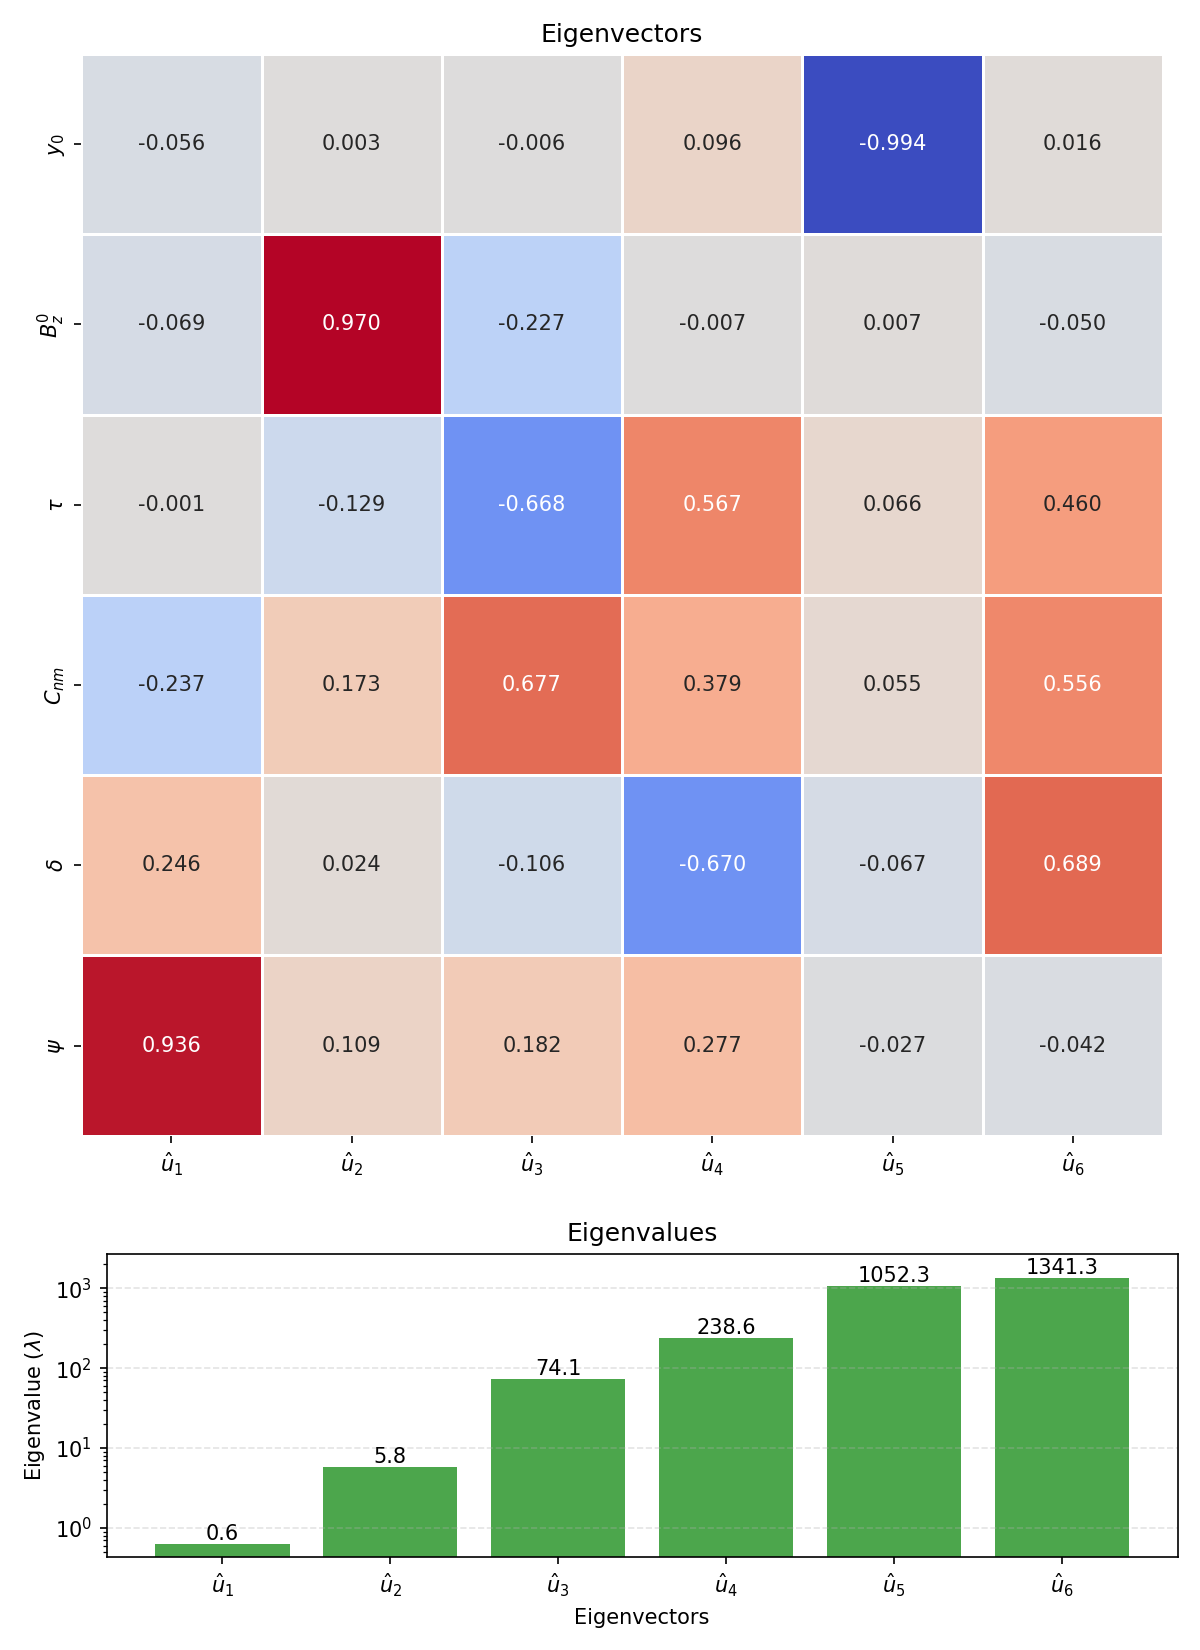 Eigenvectors
y₀ -0.056 0.003 -0.006 0.096 -0.994 0.016
B_z^0 -0.069 0.970 -0.227 -0.007 0.007 -0.050
τ -0.001 -0.129 -0.668 0.567 0.066 0.460
C_nm -0.237 0.173 0.677 0.379 0.055 0.556
δ 0.246 0.024 -0.106 -0.670 -0.067 0.689
ψ 0.936 0.109 0.182 0.277 -0.027 -0.042
û₁ û₂ û₃ û₄ û₅ û₆
Eigenvalues
Eigenvalue (λ)
10³ 1052.3 1341.3
10² 74.1 238.6
10¹ 5.8
10⁰ 0.6
û₁ û₂ û₃ û₄ û₅ û₆
Eigenvectors